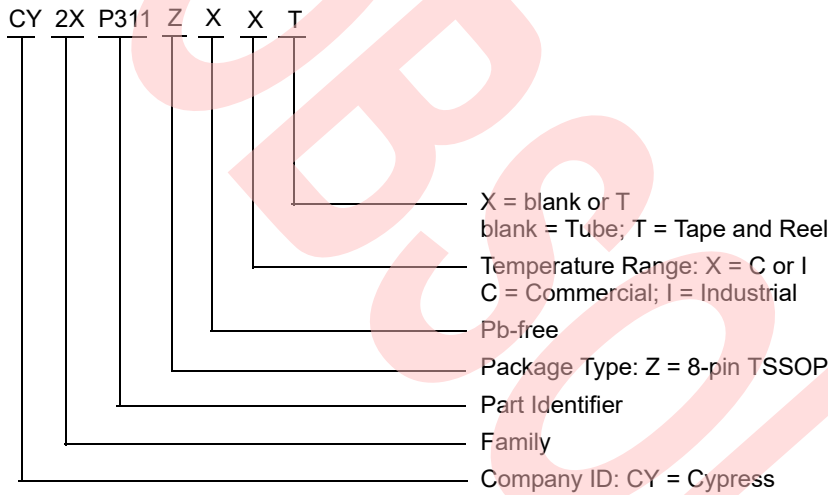 CY 2X P311 Z X X T
X = blank or T
blank = Tube; T = Tape and Reel
Temperature Range: X = C or I
C = Commercial; I = Industrial
Pb-free
Package Type: Z = 8-pin TSSOP
Part Identifier
Family
Company ID: CY = Cypress